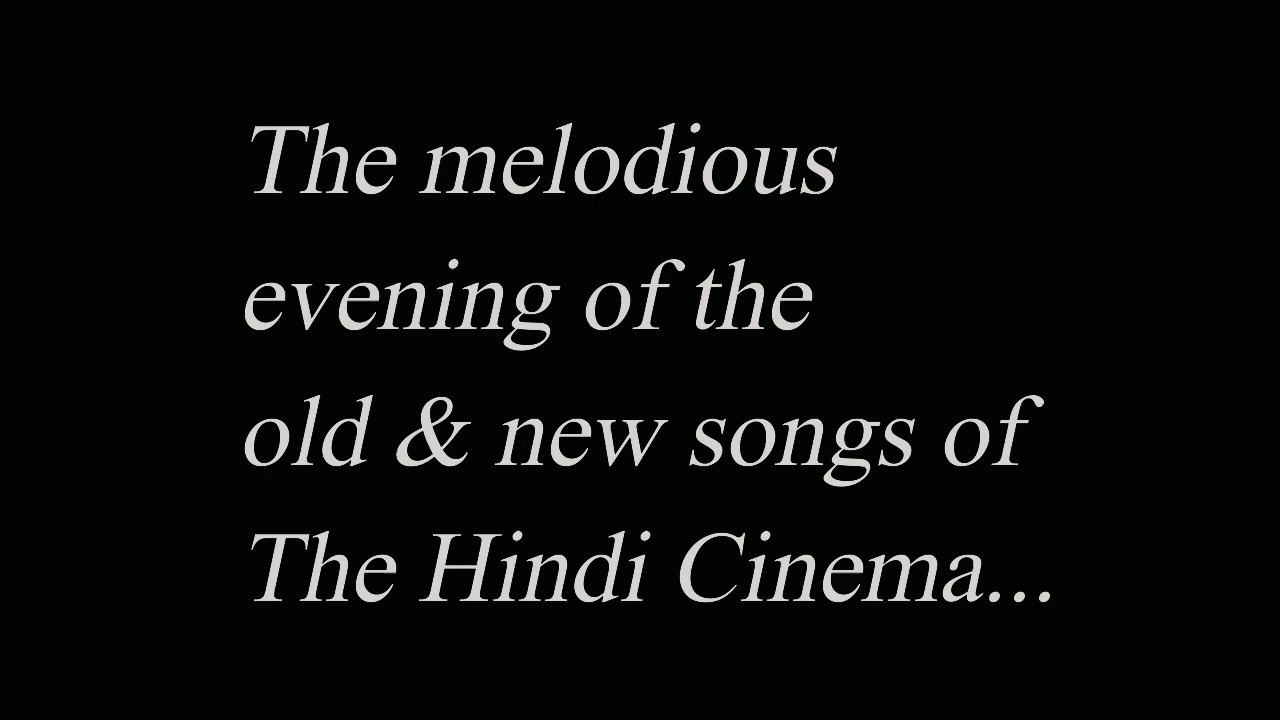 The melodious
evening of the
old & new songs of
The Hindi Cinema...